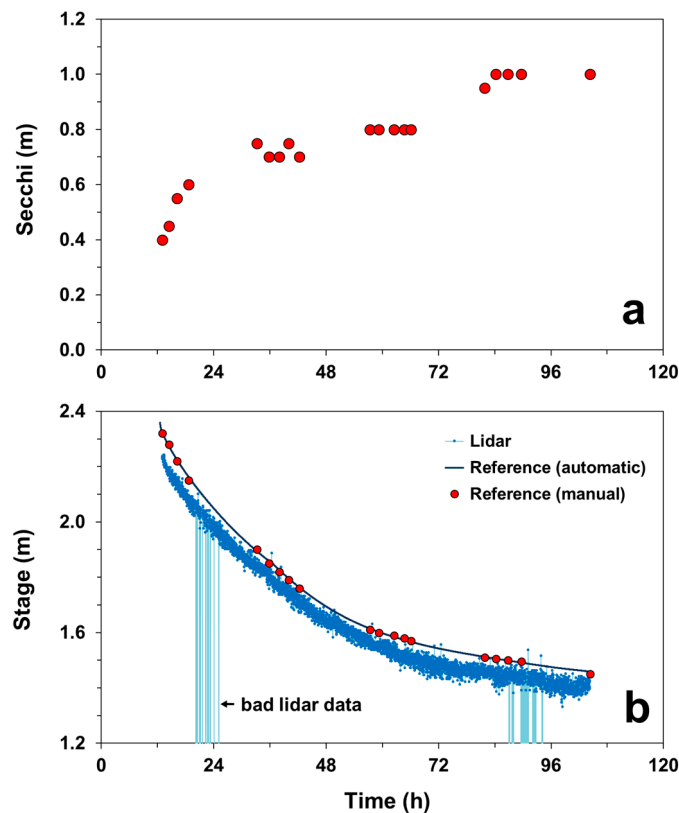 1.2
1.0
0.8
0.6
0.4
0.2
0.0
Secchi (m)
a
0 24 48 72 96 120
2.4
2.0
1.6
1.2
Stage (m)
Lidar
Reference (automatic)
Reference (manual)
bad lidar data
b
0 24 48 72 96 120
Time (h)